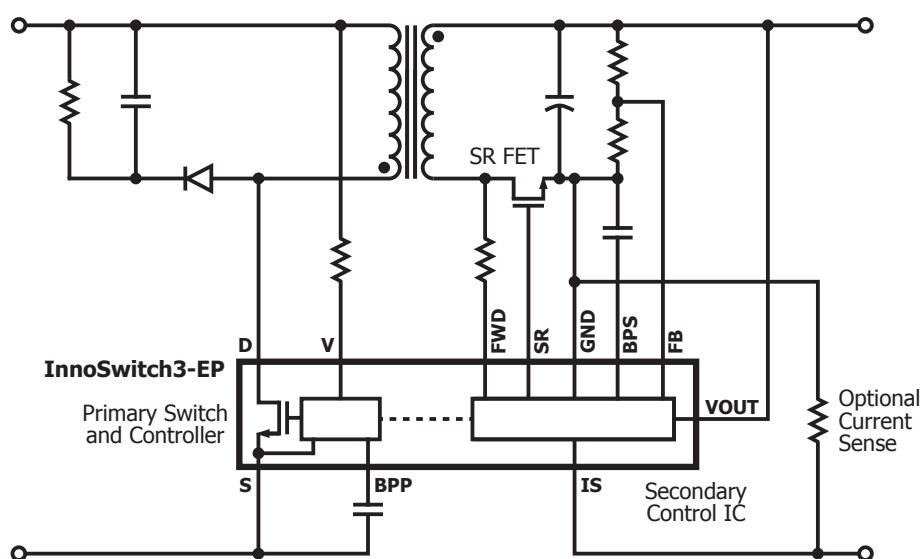 SR FET
D
V
FWD
SR
GND
BPS
FB
InnoSwitch3-EP
Primary Switch
and Controller
VOUT
Optional
Current
Sense
S
BPP
IS
Secondary
Control IC